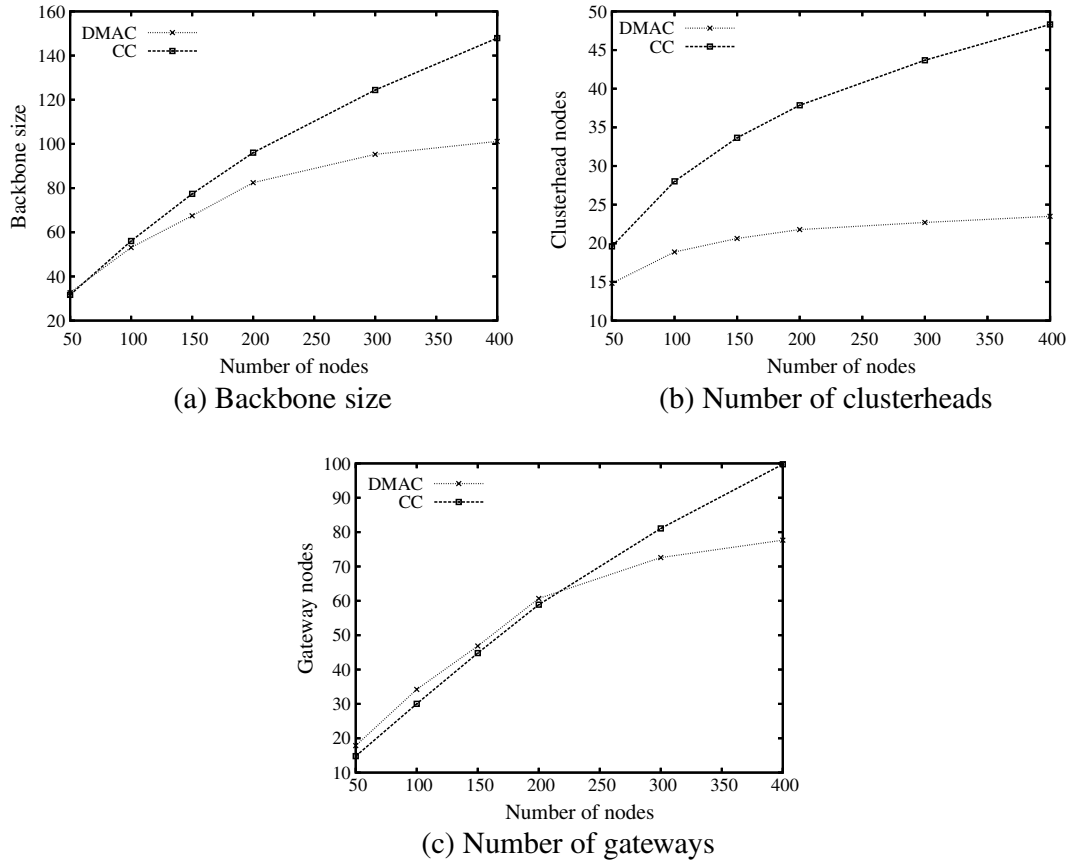 160
140
120
100
80
60
40
20
Backbone size
DMAC
CC
50 100 150 200 250 300 350 400
Number of nodes
(a) Backbone size
50
45
40
35
30
25
20
15
10
Clusterhead nodes
DMAC
CC
50 100 150 200 250 300 350 400
Number of nodes
(b) Number of clusterheads
100
90
80
70
60
50
40
30
20
10
Gateway nodes
DMAC
CC
50 100 150 200 250 300 350 400
Number of nodes
(c) Number of gateways